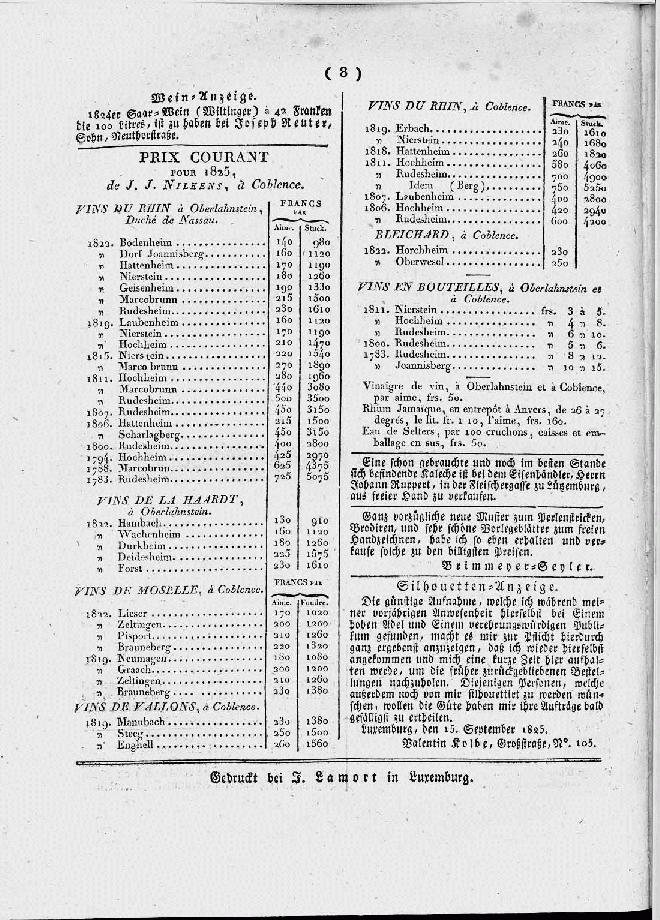 ( 8 )
Wein-Anzeige.
1824er Saar-Wein (Wiltinger) à 42 Franken
die 100 Litres, ist zu haben bei Joseph Reuter,
Sohn, Neuthorstraße.
PRIX COURANT
POUR 1825,
de J. J. NILKENS, à Coblence.
VINS DU RHIN à Oberlahnstein,
Duché de Nassau.
FRANCS PAR
Aime. Stück.
1822. Bodenheim 140 980
" Dorf Joannisberg 160 1120
" Hattenheim 170 1190
" Nierstein 180 1260
" Geisenheim 190 1330
" Marcobrunn 215 1500
" Rudesheim 230 1610
1819. Laubenheim 160 1120
" Nierstein 170 1190
" Hochheim 210 1470
1815. Nierstein 220 1540
" Marcobrunn 270 1890
1811. Hochheim 280 1960
" Marcobrunn 440 3080
" Rudesheim 500 3500
1807. Rudesheim 450 3150
1806. Hattenheim 215 1500
" Scharlagberg 450 3150
1800. Rudesheim 400 2800
1794. Hochheim 425 2970
1788. Marcobrun 625 4375
1783. Rudesheim 725 5075
VINS DE LA HAARDT,
à Oberlahnstein.
1822. Hambach 130 910
" Wachenheim 160 1120
" Durkheim 180 1260
" Deidesheim 225 1575
" Forst 230 1610
VINS DE MOSELLE, à Coblence. FRANCS PAR
Aime. Foudre.
1822. Lieser 170 1020
" Zeltingen 200 1200
" Pisport 210 1260
" Brauneberg 220 1320
1819. Neumagen 180 1080
" Graach 200 1200
" Zeltingen 210 1260
" Brauneberg 230 1380
VINS DE VALLONS, à Coblence.
1819. Manubach 230 1380
" Steeg 250 1500
" Enghell 260 1560
VINS DU RHIN, à Coblence. FRANCS PAR
Aime. Stück.
1819. Erbach 230 1610
" Nierstein 240 1680
1818. Hattenheim 260 1820
1811. Hochheim 580 4060
" Rudesheim 700 4900
" Idem (Berg) 750 5250
1807. Laubenheim 400 2800
1806. Hochheim 420 2940
" Rudesheim 600 4200
BLEICHARD, à Coblence.
1822. Horchheim 230
" Oberwesel 250
VINS EN BOUTEILLES, à Oberlahnstein et
à Coblence.
1811. Nierstein frs. 3 à 5.
" Hochheim " 4 " 8.
" Rudesheim " 6 " 10.
1800. Rudesheim " 5 " 6.
1783. Rudesheim " 8 " 12.
" Joannisberg " 10 " 15.
Vinaigre de vin, à Oberlahnstein et à Coblence,
par aime, frs. 50.
Rhum Jamaïque, en entrepôt à Anvers, de 26 à 27
degrés, le lit. fr. 1 10, l'aime, frs. 160.
Eau de Selters, par 100 cruchons, caisses et em-
ballage en sus, frs. 50.
Eine schon gebrauchte und noch im besten Stande
sich befindende Kalesche ist bei dem Eisenhändler, Herrn
Johann Ruppert, in der Fleischergasse zu Lützemburg,
aus freier Hand zu verkaufen.
Ganz vorzügliche neue Muster zum Perlenstricken,
Brodiren, und sehr schöne Vorlegeblätter zum freien
Handzeichnen, habe ich so eben erhalten und ver-
kaufe solche zu den billigsten Preisen.
Brimmeyer-Seyler.
Silhouetten-Anzeige.
Die günstige Aufnahme, welche ich während mei-
ner vorjährigen Anwesenheit hierselbst bei Einem
hohen Adel und Einem verehrungswürdigen Publi-
kum gefunden, macht es mir zur Pflicht hierdurch
ganz ergebenst anzuzeigen, daß ich wieder hierselbst
angekommen und mich eine kurze Zeit hier aufhal-
ten werde, um die früher zurückgebliebenen Bestel-
lungen nachzuholen. Diejenigen Personen, welche
außerdem noch von mir silhouettirt zu werden wün-
schen, wollen die Güte haben mir ihre Aufträge bald
gefälligst zu ertheilen.
Luxemburg, den 15. September 1825.
Valentin Kolbe, Großstraße, N°. 105.
Gedruckt bei J. Lamort in Luxemburg.